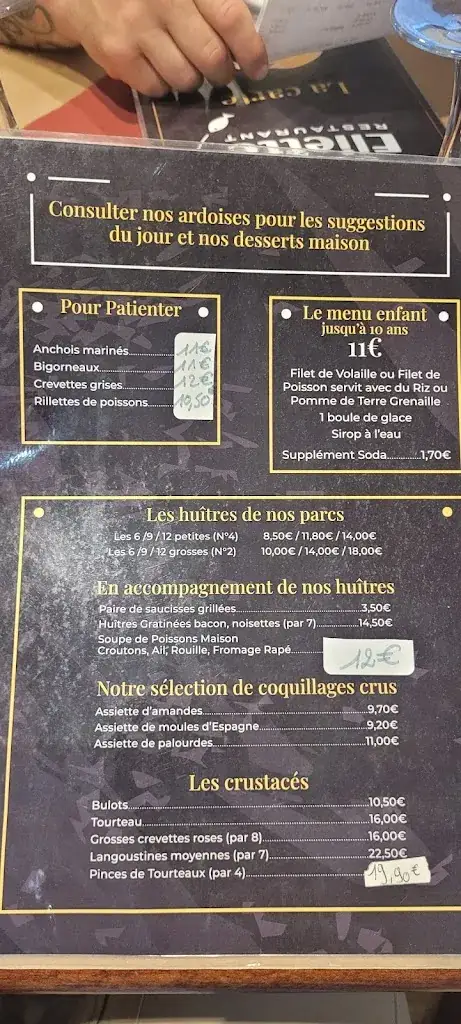 La carte
RESTAURANT
Consulter nos ardoises pour les suggestions
du jour et nos desserts maison
Pour Patienter
Anchois marinés 11€
Bigorneaux 11€
Crevettes grises 12€
Rillettes de poissons 10,50
Le menu enfant
jusqu'à 10 ans
11€
Filet de Volaille ou Filet de
Poisson servit avec du Riz ou
Pomme de Terre Grenaille
1 boule de glace
Sirop à l'eau
Supplément Soda 1,70€
Les huîtres de nos parcs
Les 6 /9 / 12 petites (N°4) 8,50€ / 11,80€ / 14,00€
Les 6 /9 / 12 grosses (N°2) 10,00€ / 14,00€ / 18,00€
En accompagnement de nos huîtres
Paire de saucisses grillées 3,50€
Huîtres Gratinées bacon, noisettes (par 7) 14,50€
Soupe de Poissons Maison
Croutons, Ail, Rouille, Fromage Rapé 12€
Notre sélection de coquillages crus
Assiette d'amandes 9,70€
Assiette de moules d'Espagne 9,20€
Assiette de palourdes 11,00€
Les crustacés
Bulots 10,50€
Tourteau 16,00€
Grosses crevettes roses (par 8) 16,00€
Langoustines moyennes (par 7) 22,50€
Pinces de Tourteaux (par 4) 19,90€